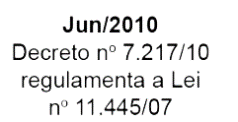 Jun/2010
Decreto nº 7.217/10
regulamenta a Lei
nº 11.445/07